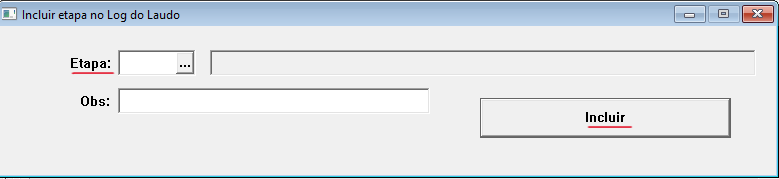 Incluir etapa no Log do Laudo
Etapa: ...
Obs:
Incluir